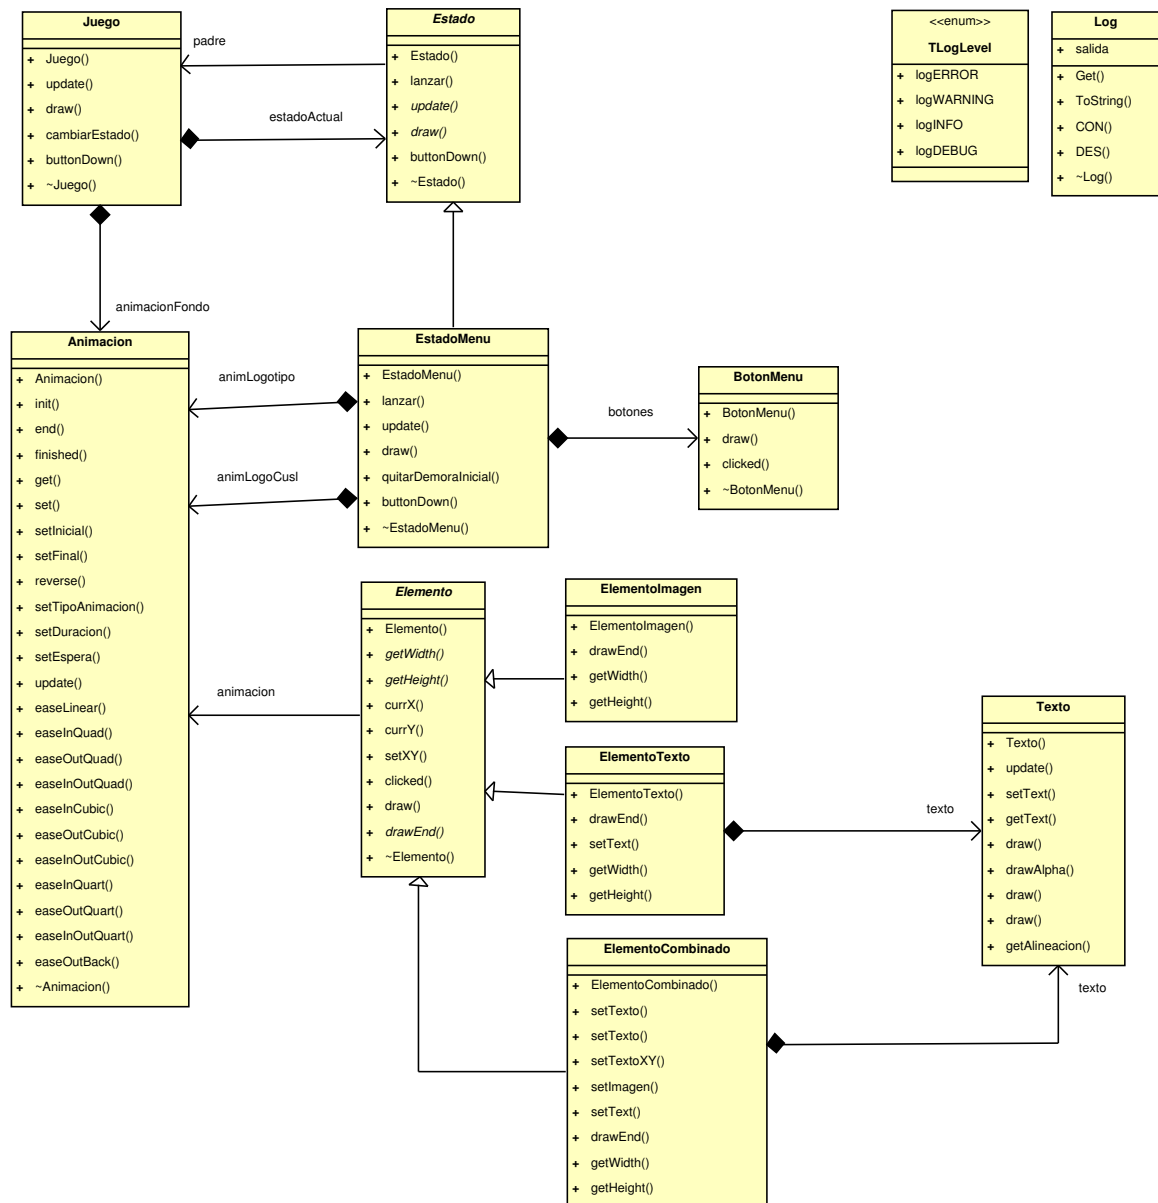 Juego
+ Juego()
+ update()
+ draw()
+ cambiarEstado()
+ buttonDown()
+ ~Juego()
padre
estadoActual
Estado
+ Estado()
+ lanzar()
+ update()
+ draw()
+ buttonDown()
+ ~Estado()
<<enum>>
TLogLevel
+ logERROR
+ logWARNING
+ logINFO
+ logDEBUG
Log
+ salida
+ Get()
+ ToString()
+ CON()
+ DES()
+ ~Log()
animacionFondo
Animacion
+ Animacion()
+ init()
+ end()
+ finished()
+ get()
+ set()
+ setInicial()
+ setFinal()
+ reverse()
+ setTipoAnimacion()
+ setDuracion()
+ setEspera()
+ update()
+ easeLinear()
+ easeInQuad()
+ easeOutQuad()
+ easeInOutQuad()
+ easeInCubic()
+ easeOutCubic()
+ easeInOutCubic()
+ easeInQuart()
+ easeOutQuart()
+ easeInOutQuart()
+ easeOutBack()
+ ~Animacion()
animLogotipo
animLogoCusl
EstadoMenu
+ EstadoMenu()
+ lanzar()
+ update()
+ draw()
+ quitarDemoraInicial()
+ buttonDown()
+ ~EstadoMenu()
botones
BotonMenu
+ BotonMenu()
+ draw()
+ clicked()
+ ~BotonMenu()
animacion
Elemento
+ Elemento()
+ getWidth()
+ getHeight()
+ currX()
+ currY()
+ setXY()
+ clicked()
+ draw()
+ drawEnd()
+ ~Elemento()
ElementoImagen
+ ElementoImagen()
+ drawEnd()
+ getWidth()
+ getHeight()
ElementoTexto
+ ElementoTexto()
+ drawEnd()
+ setText()
+ getWidth()
+ getHeight()
texto
Texto
+ Texto()
+ update()
+ setText()
+ getText()
+ draw()
+ drawAlpha()
+ draw()
+ draw()
+ getAlineacion()
texto
ElementoCombinado
+ ElementoCombinado()
+ setTexto()
+ setTexto()
+ setTextoXY()
+ setImagen()
+ setText()
+ drawEnd()
+ getWidth()
+ getHeight()